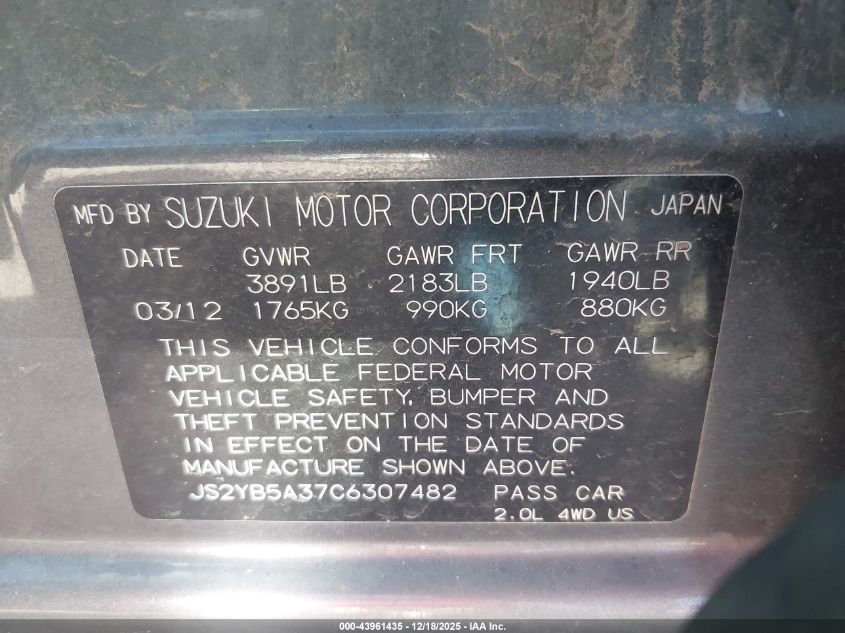 MFD BY SUZUKI MOTOR CORPORATION JAPAN
DATE GVWR GAWR FRT GAWR RR
3891LB 2183LB 1940LB
03/12 1765KG 990KG 880KG
THIS VEHICLE CONFORMS TO ALL
APPLICABLE FEDERAL MOTOR
VEHICLE SAFETY, BUMPER AND
THEFT PREVENTION STANDARDS
IN EFFECT ON THE DATE OF
MANUFACTURE SHOWN ABOVE.
JS2YB5A37C6307482 PASS CAR
2.0L 4WD US
000-43961435 - 12/18/2025 - IAA Inc.